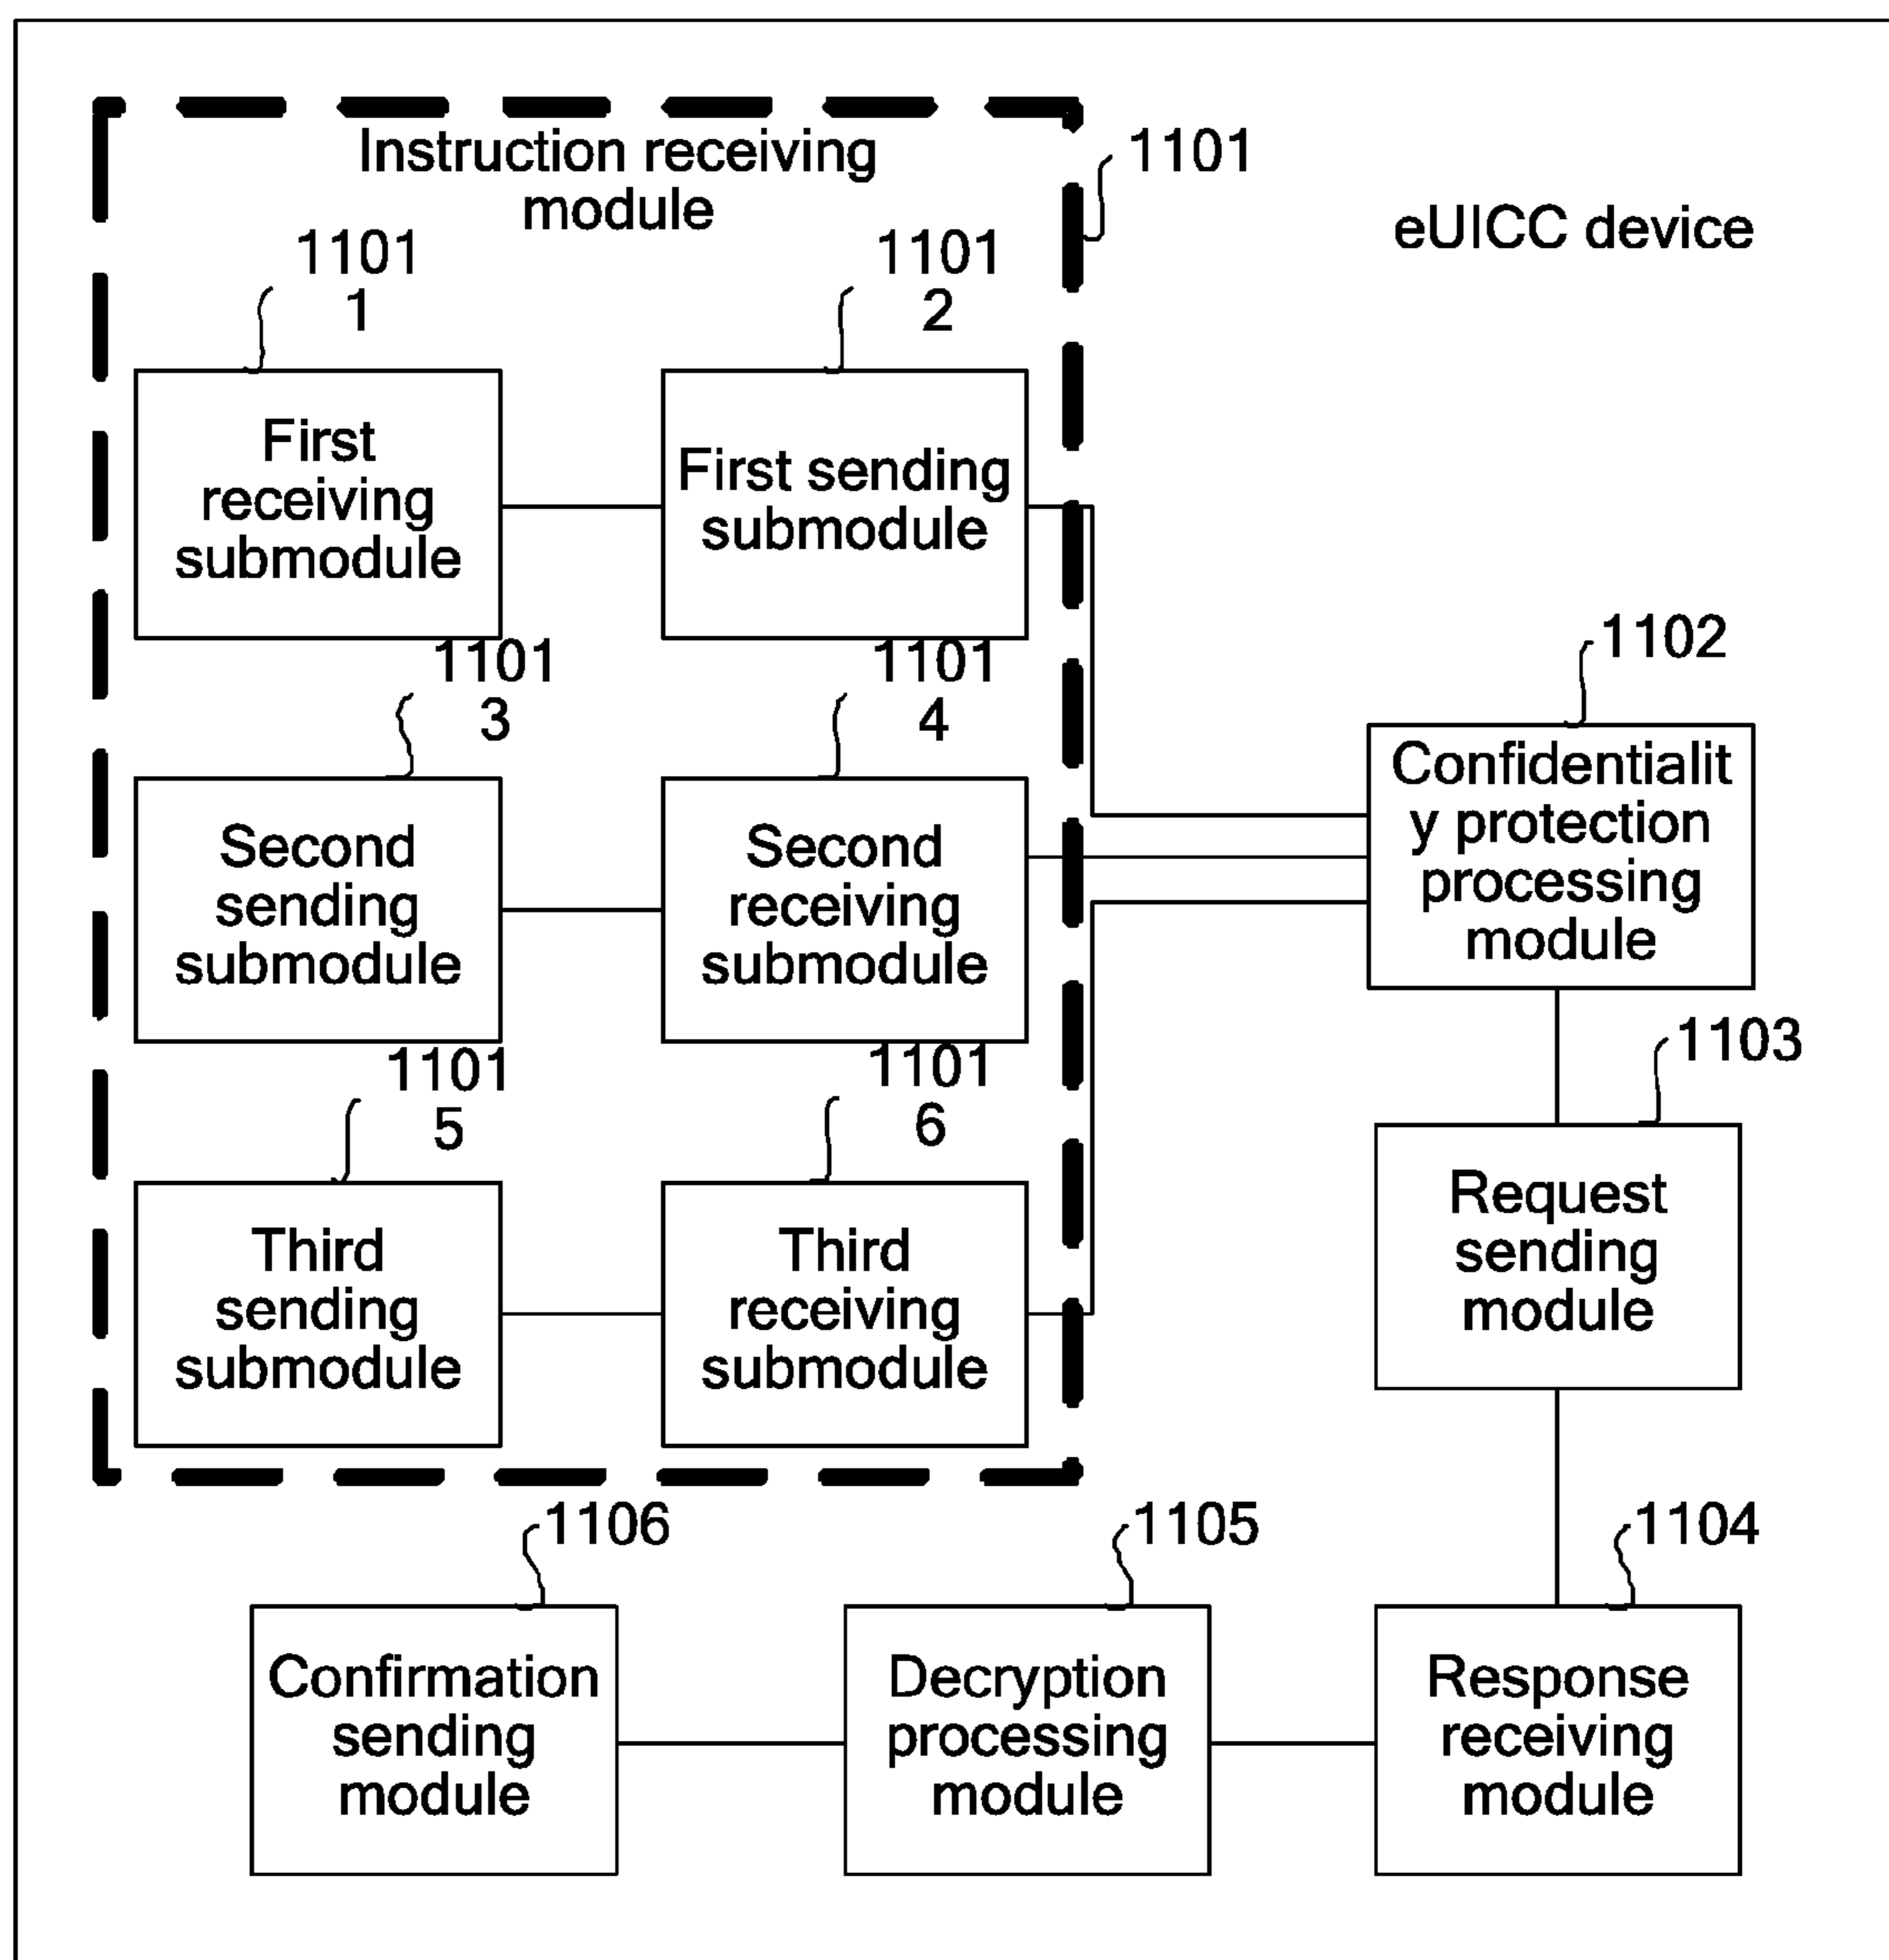 Instruction receiving
module
1101
eUICC device
1101
1
1101
2
First
receiving
submodule
First sending
submodule
1101
3
1101
4
1102
Second
sending
submodule
Second
receiving
submodule
Confidentialit
y protection
processing
module
1101
5
1101
6
1103
Third
sending
submodule
Third
receiving
submodule
Request
sending
module
1106
1105
1104
Confirmation
sending
module
Decryption
processing
module
Response
receiving
module